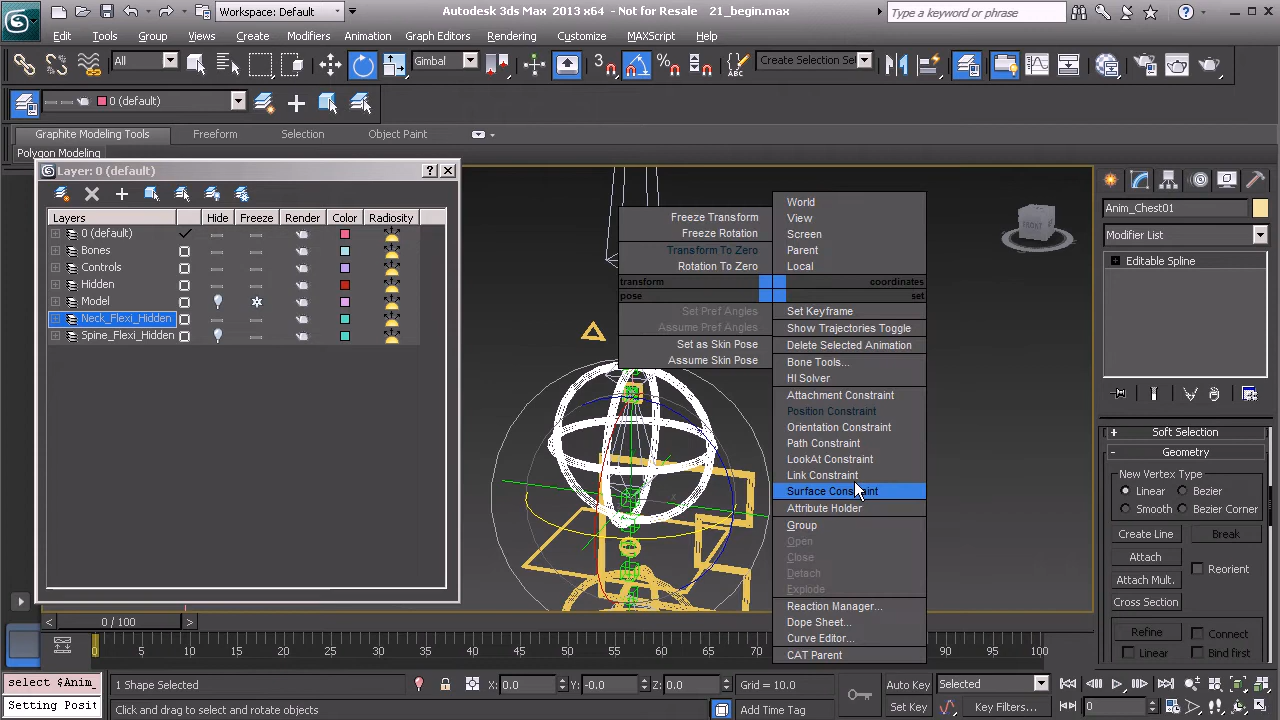 Workspace: Default
Autodesk 3ds Max 2013 x64 - Not for Resale 21_begin.max
Type a keyword or phrase
Edit Tools Group Views Create Modifiers Animation Graph Editors Rendering Customize MAXScript Help
All
Gimbal
3
Create Selection Se
0 (default)
Graphite Modeling Tools Freeform Selection Object Paint
Polygon Modeling
Layer: 0 (default)
Layers Hide Freeze Render Color Radiosity
0 (default)
Bones
Controls
Hidden
Model
Neck_Flexi_Hidden
Spine_Flexi_Hidden
Freeze Transform
Freeze Rotation
Transform To Zero
Rotation To Zero
transform
pose
Set Pref Angles
Assume Pref Angles
Set as Skin Pose
Assume Skin Pose
World
View
Screen
Parent
Local
coordinates
set
Set Keyframe
Show Trajectories Toggle
Delete Selected Animation
Bone Tools...
HI Solver
Attachment Constraint
Position Constraint
Orientation Constraint
Path Constraint
LookAt Constraint
Link Constraint
Surface Constraint
Attribute Holder
Group
Open
Close
Detach
Explode
Reaction Manager...
Dope Sheet...
Curve Editor...
CAT Parent
x
FRONT
Anim_Chest01
Modifier List
Editable Spline
Soft Selection
Geometry
New Vertex Type
Linear Bezier
Smooth Bezier Corner
Create Line Break
Attach Reorient
Attach Mult.
Cross Section
Refine Connect
Linear Bind first
< 0 / 100 >
0 5 10 15 20 25 30 35 40 45 50 55 60 65 70 75 80 85 90 95 100
select $Anim_ 1 Shape Selected X: 0.0 Y: -0.0 Z: 0.0 Grid = 10.0 Auto Key Selected
Setting Posit Click and drag to select and rotate objects Add Time Tag Set Key Key Filters... 0